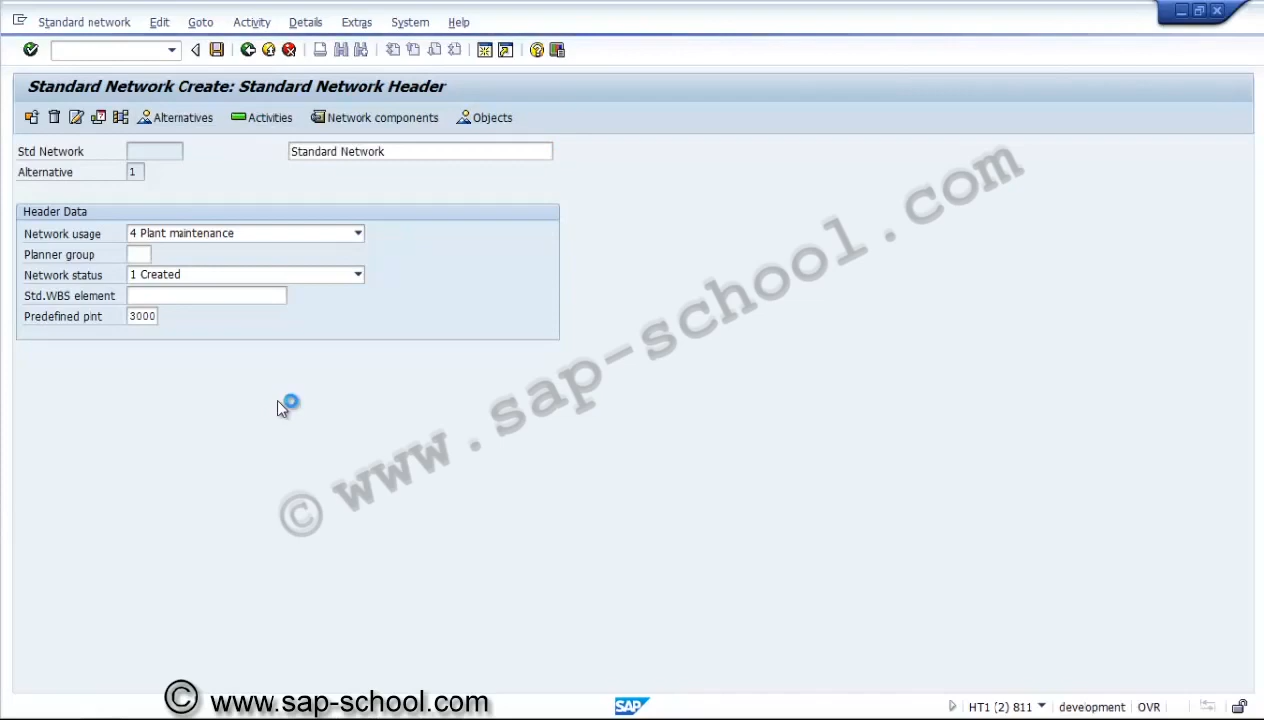 Standard network Edit Goto Activity Details Extras System Help
Standard Network Create: Standard Network Header
Alternatives Activities Network components Objects
Std Network Standard Network
Alternative 1
Header Data
Network usage 4 Plant maintenance
Planner group
Network status 1 Created
Std.WBS element
Predefined pint 3000
© www.sap-school.com
© www.sap-school.com
SAP HT1 (2) 811 development OVR